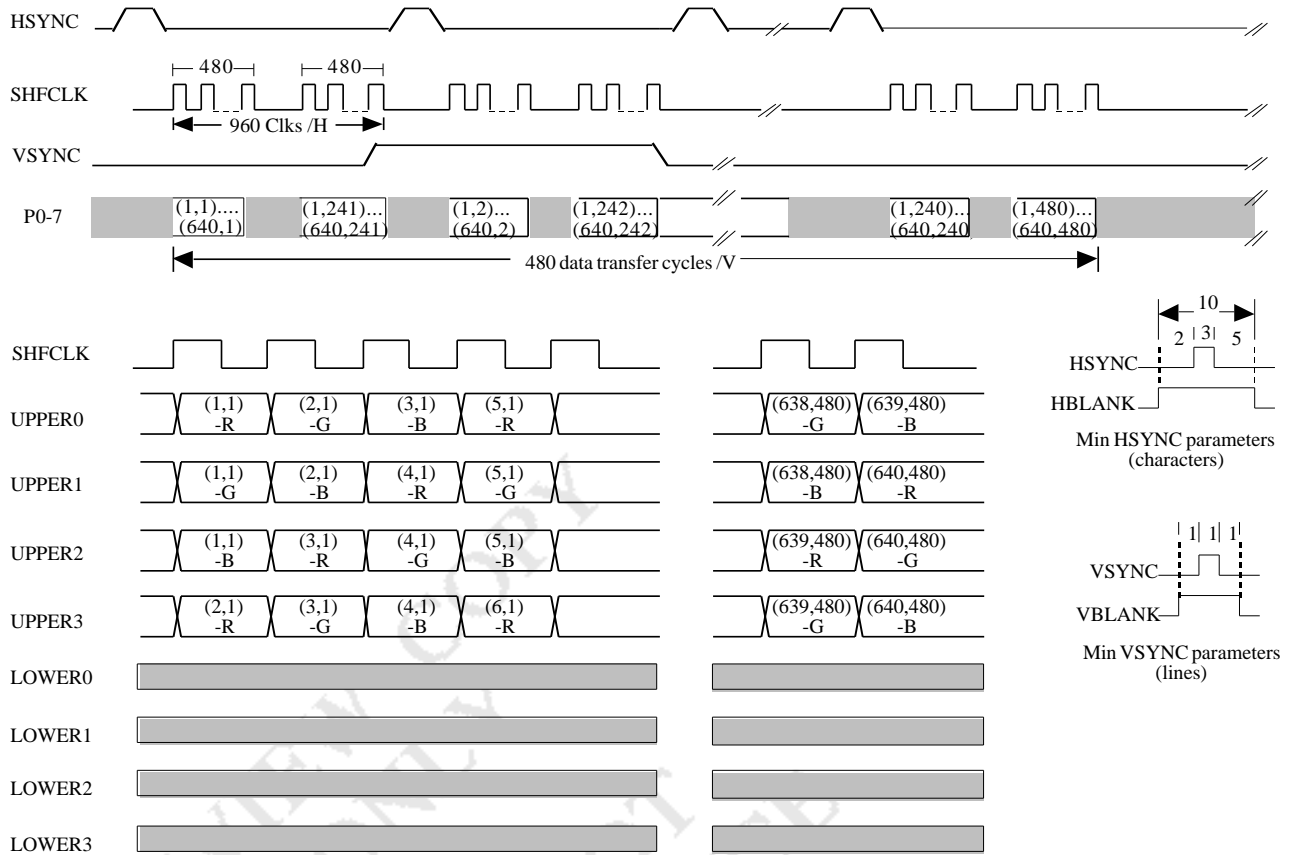 HSYNC
480 480
SHFCLK
960 Clks /H
VSYNC
P0-7
(1,1).... (1,241)... (1,2)... (1,242)... (1,240)... (1,480)...
(640,1) (640,241) (640,2) (640,242) (640,240) (640,480)
480 data transfer cycles /V
SHFCLK
UPPER0
(1,1) (2,1) (3,1) (5,1) (638,480) (639,480)
-R -G -B -R -G -B
UPPER1
(1,1) (2,1) (4,1) (5,1) (638,480) (640,480)
-G -B -R -G -B -R
UPPER2
(1,1) (3,1) (4,1) (5,1) (639,480) (640,480)
-B -R -G -B -R -G
UPPER3
(2,1) (3,1) (4,1) (6,1) (639,480) (640,480)
-R -G -B -R -G -B
LOWER0
LOWER1
LOWER2
LOWER3
10
2 3 5
HSYNC
HBLANK
Min HSYNC parameters
(characters)
1 1 1
VSYNC
VBLANK
Min VSYNC parameters
(lines)
COPY